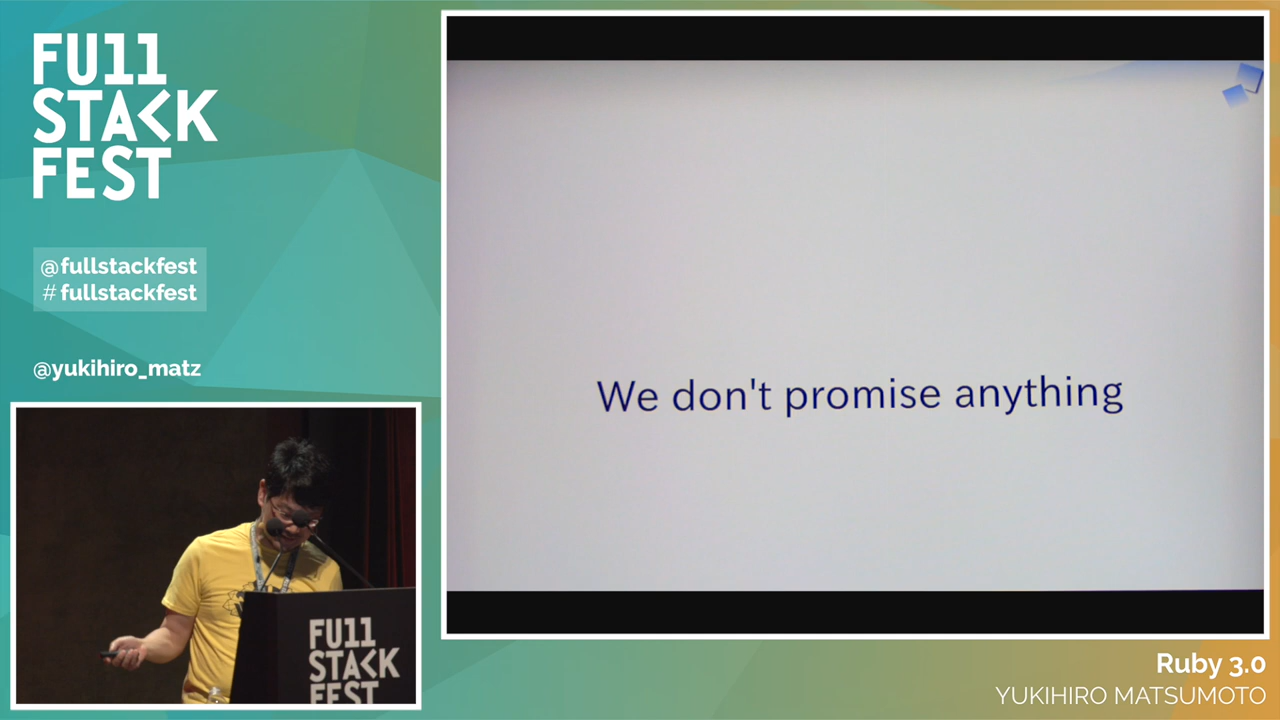 FU11
STACK
FEST
@fullstackfest
# fullstackfest
@yukihiro_matz
We don't promise anything
FU11
STACK
FEST
Ruby 3.0
YUKIHIRO MATSUMOTO